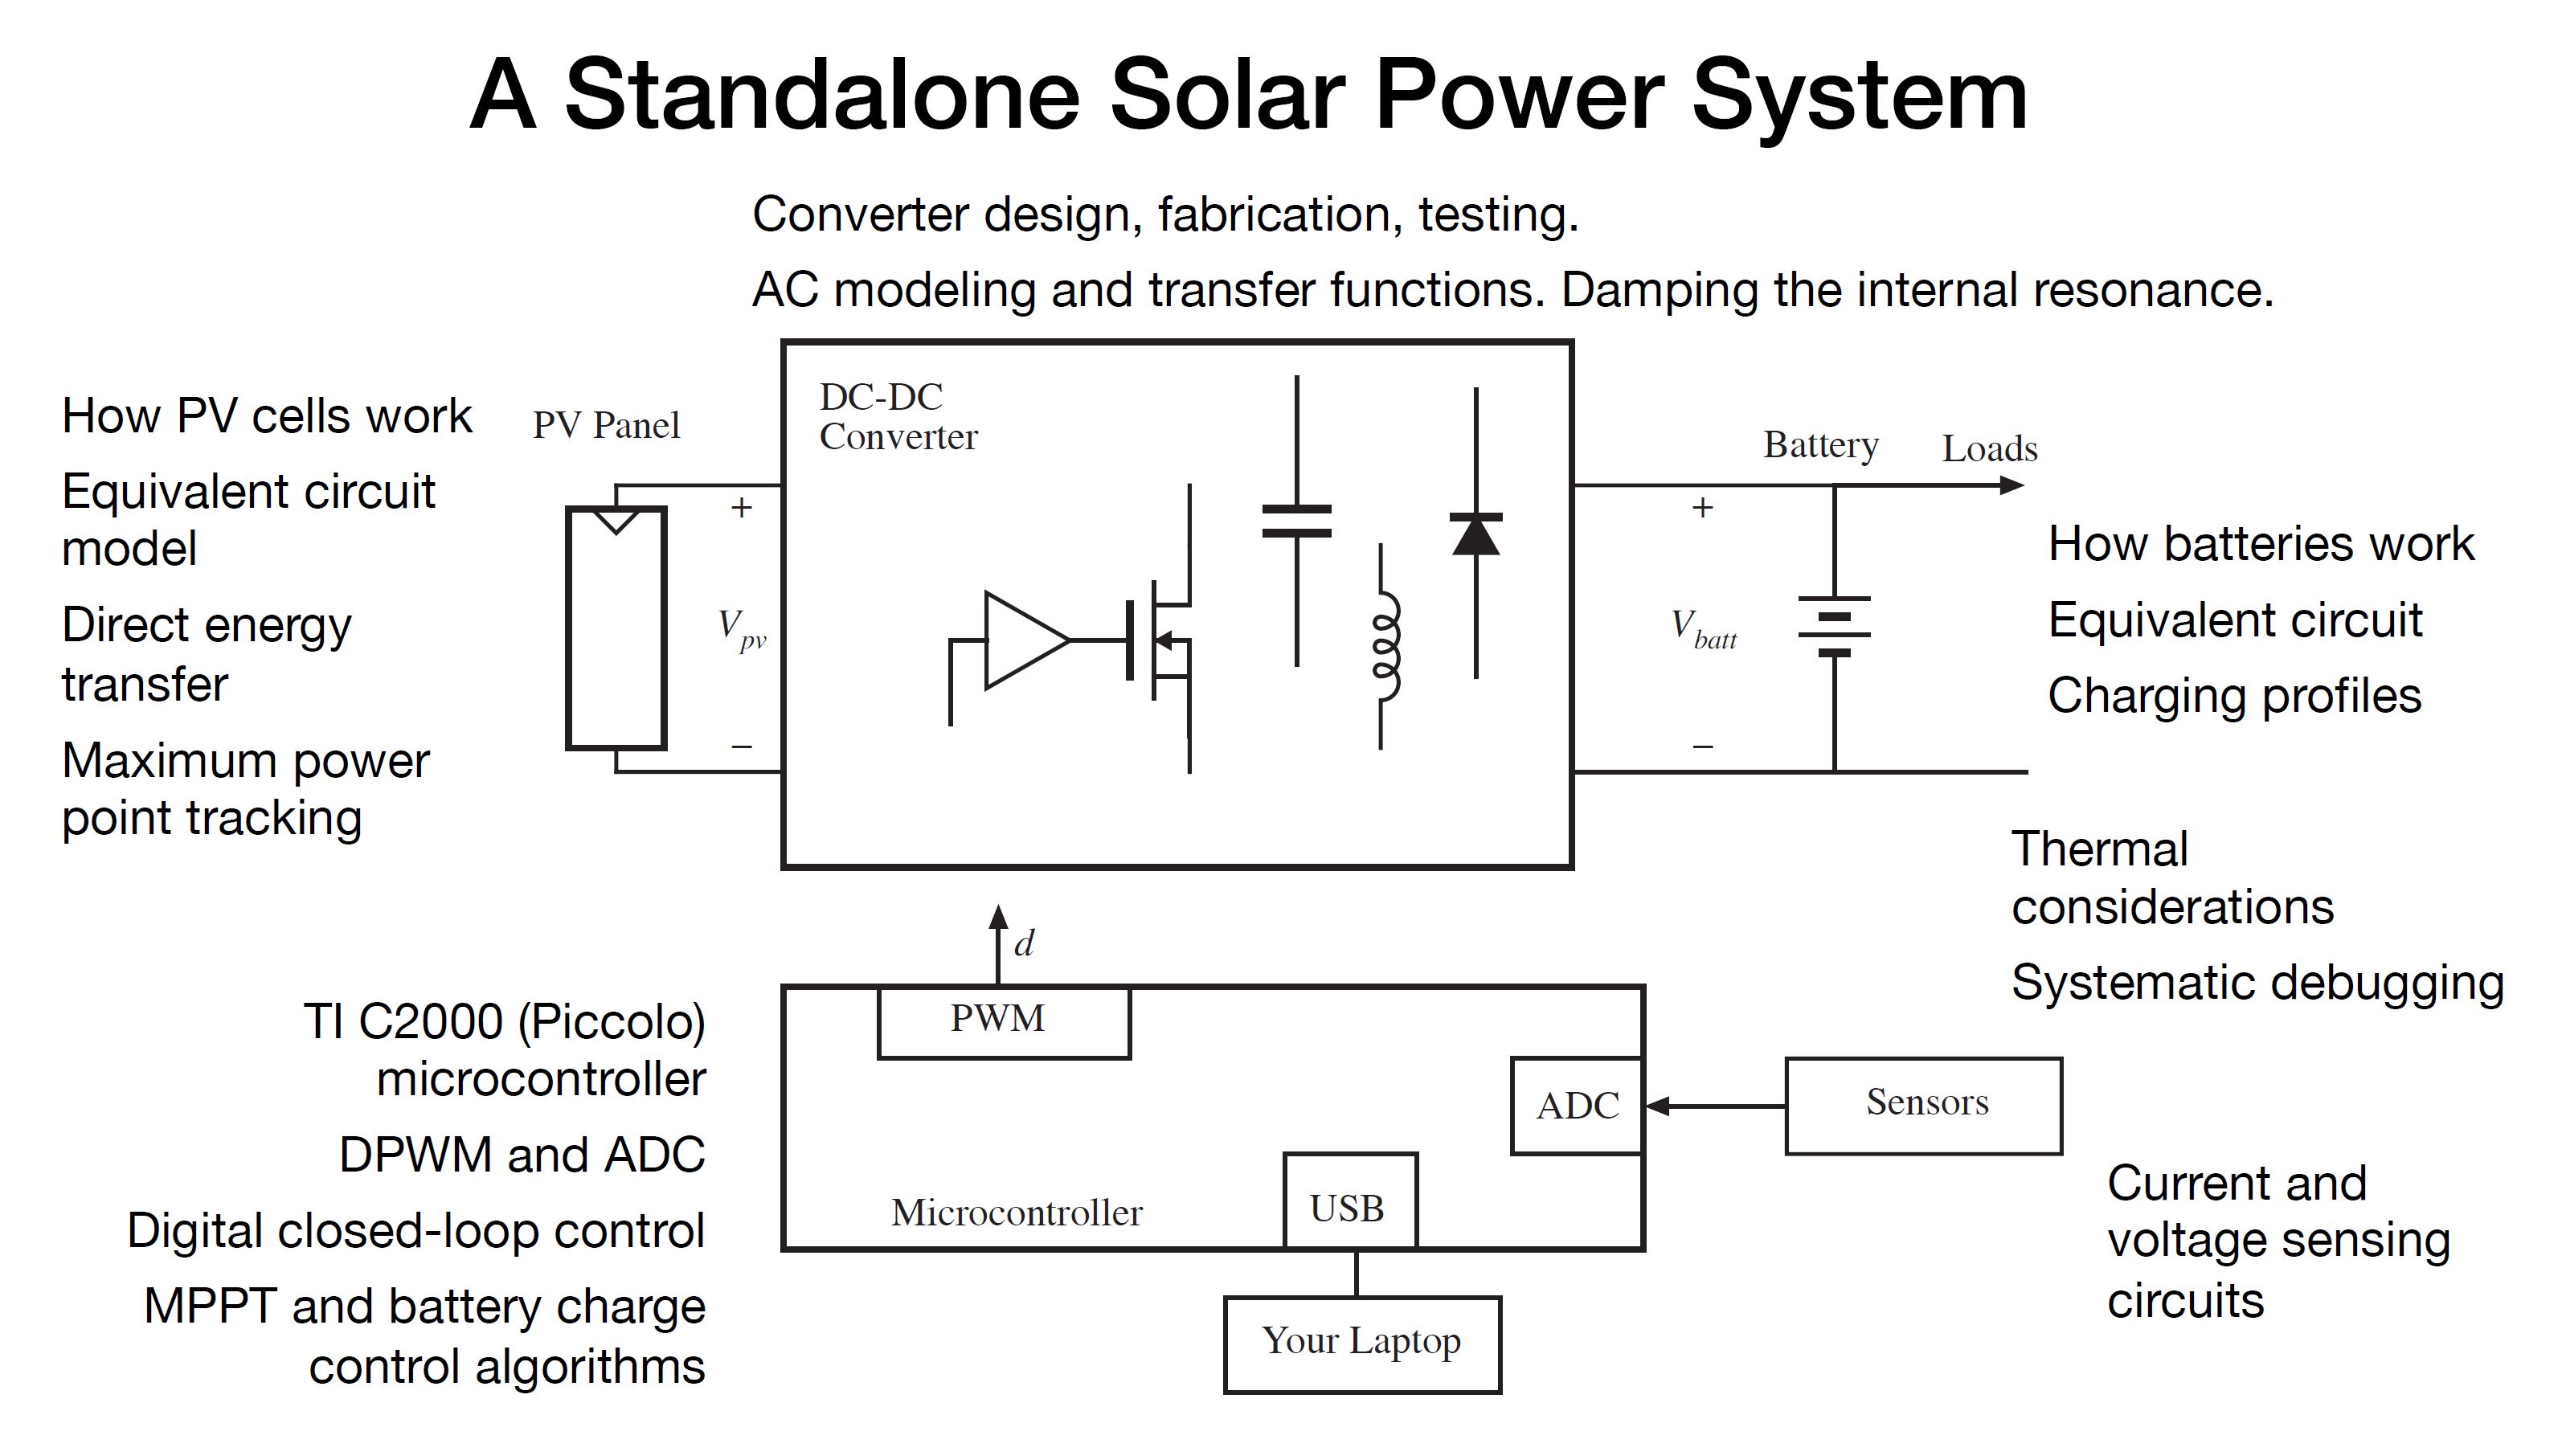 A Standalone Solar Power System
Converter design, fabrication, testing.
AC modeling and transfer functions. Damping the internal resonance.
How PV cells work
Equivalent circuit
model
Direct energy
transfer
Maximum power
point tracking
PV Panel
+
V_pv
–
DC-DC
Converter
Battery
Loads
+
V_batt
–
How batteries work
Equivalent circuit
Charging profiles
Thermal
considerations
Systematic debugging
d
TI C2000 (Piccolo)
microcontroller
DPWM and ADC
Digital closed-loop control
MPPT and battery charge
control algorithms
PWM
ADC
Sensors
Microcontroller
USB
Your Laptop
Current and
voltage sensing
circuits